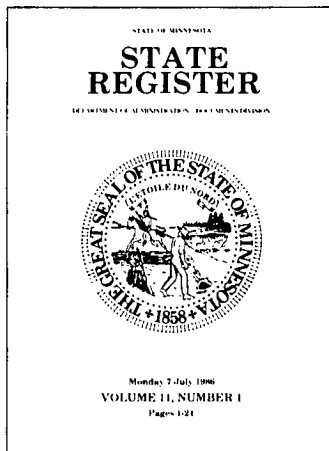 STATE OF MINNESOTA
STATE
REGISTER
DEPARTMENT OF ADMINISTRATION—DOCUMENTS DIVISION
THE GREAT SEAL OF THE STATE OF MINNESOTA
L'ETOILE DU NORD
1858
Monday 7 July 1986
VOLUME 11, NUMBER 1
Pages 1-24